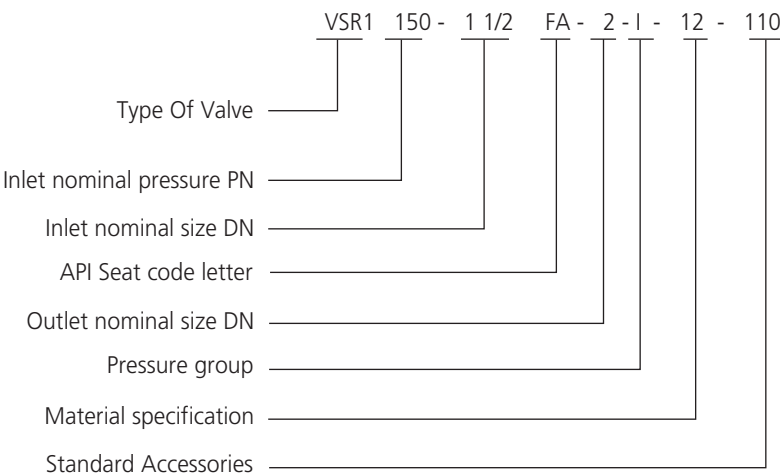 VSR1 150 - 1 1/2 FA - 2 - I - 12 - 110
Type Of Valve
Inlet nominal pressure PN
Inlet nominal size DN
API Seat code letter
Outlet nominal size DN
Pressure group
Material specification
Standard Accessories